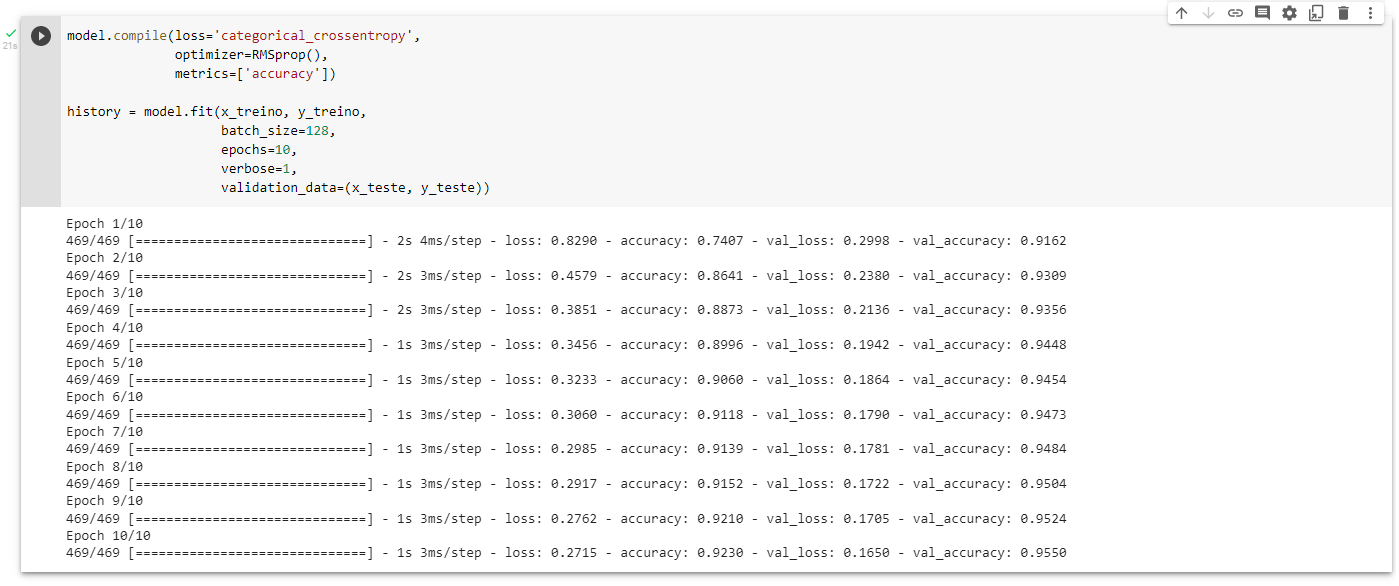 21s
model.compile(loss='categorical_crossentropy',
              optimizer=RMSprop(),
              metrics=['accuracy'])
history = model.fit(x_treino, y_treino,
                    batch_size=128,
                    epochs=10,
                    verbose=1,
                    validation_data=(x_teste, y_teste))
Epoch 1/10
469/469 [==============================] - 2s 4ms/step - loss: 0.8290 - accuracy: 0.7407 - val_loss: 0.2998 - val_accuracy: 0.9162
Epoch 2/10
469/469 [==============================] - 2s 3ms/step - loss: 0.4579 - accuracy: 0.8641 - val_loss: 0.2380 - val_accuracy: 0.9309
Epoch 3/10
469/469 [==============================] - 2s 3ms/step - loss: 0.3851 - accuracy: 0.8873 - val_loss: 0.2136 - val_accuracy: 0.9356
Epoch 4/10
469/469 [==============================] - 1s 3ms/step - loss: 0.3456 - accuracy: 0.8996 - val_loss: 0.1942 - val_accuracy: 0.9448
Epoch 5/10
469/469 [==============================] - 1s 3ms/step - loss: 0.3233 - accuracy: 0.9060 - val_loss: 0.1864 - val_accuracy: 0.9454
Epoch 6/10
469/469 [==============================] - 1s 3ms/step - loss: 0.3060 - accuracy: 0.9118 - val_loss: 0.1790 - val_accuracy: 0.9473
Epoch 7/10
469/469 [==============================] - 1s 3ms/step - loss: 0.2985 - accuracy: 0.9139 - val_loss: 0.1781 - val_accuracy: 0.9484
Epoch 8/10
469/469 [==============================] - 1s 3ms/step - loss: 0.2917 - accuracy: 0.9152 - val_loss: 0.1722 - val_accuracy: 0.9504
Epoch 9/10
469/469 [==============================] - 1s 3ms/step - loss: 0.2762 - accuracy: 0.9210 - val_loss: 0.1705 - val_accuracy: 0.9524
Epoch 10/10
469/469 [==============================] - 1s 3ms/step - loss: 0.2715 - accuracy: 0.9230 - val_loss: 0.1650 - val_accuracy: 0.9550